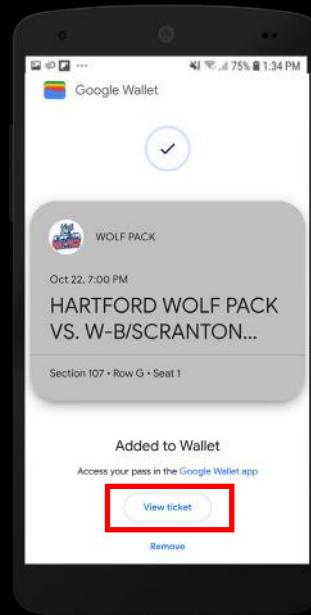 75% 1:34 PM
Google Wallet
WOLF PACK
Oct 22, 7:00 PM
HARTFORD WOLF PACK
VS. W-B/SCRANTON...
Section 107 • Row G • Seat 1
Added to Wallet
Access your pass in the Google Wallet app
View ticket
Remove